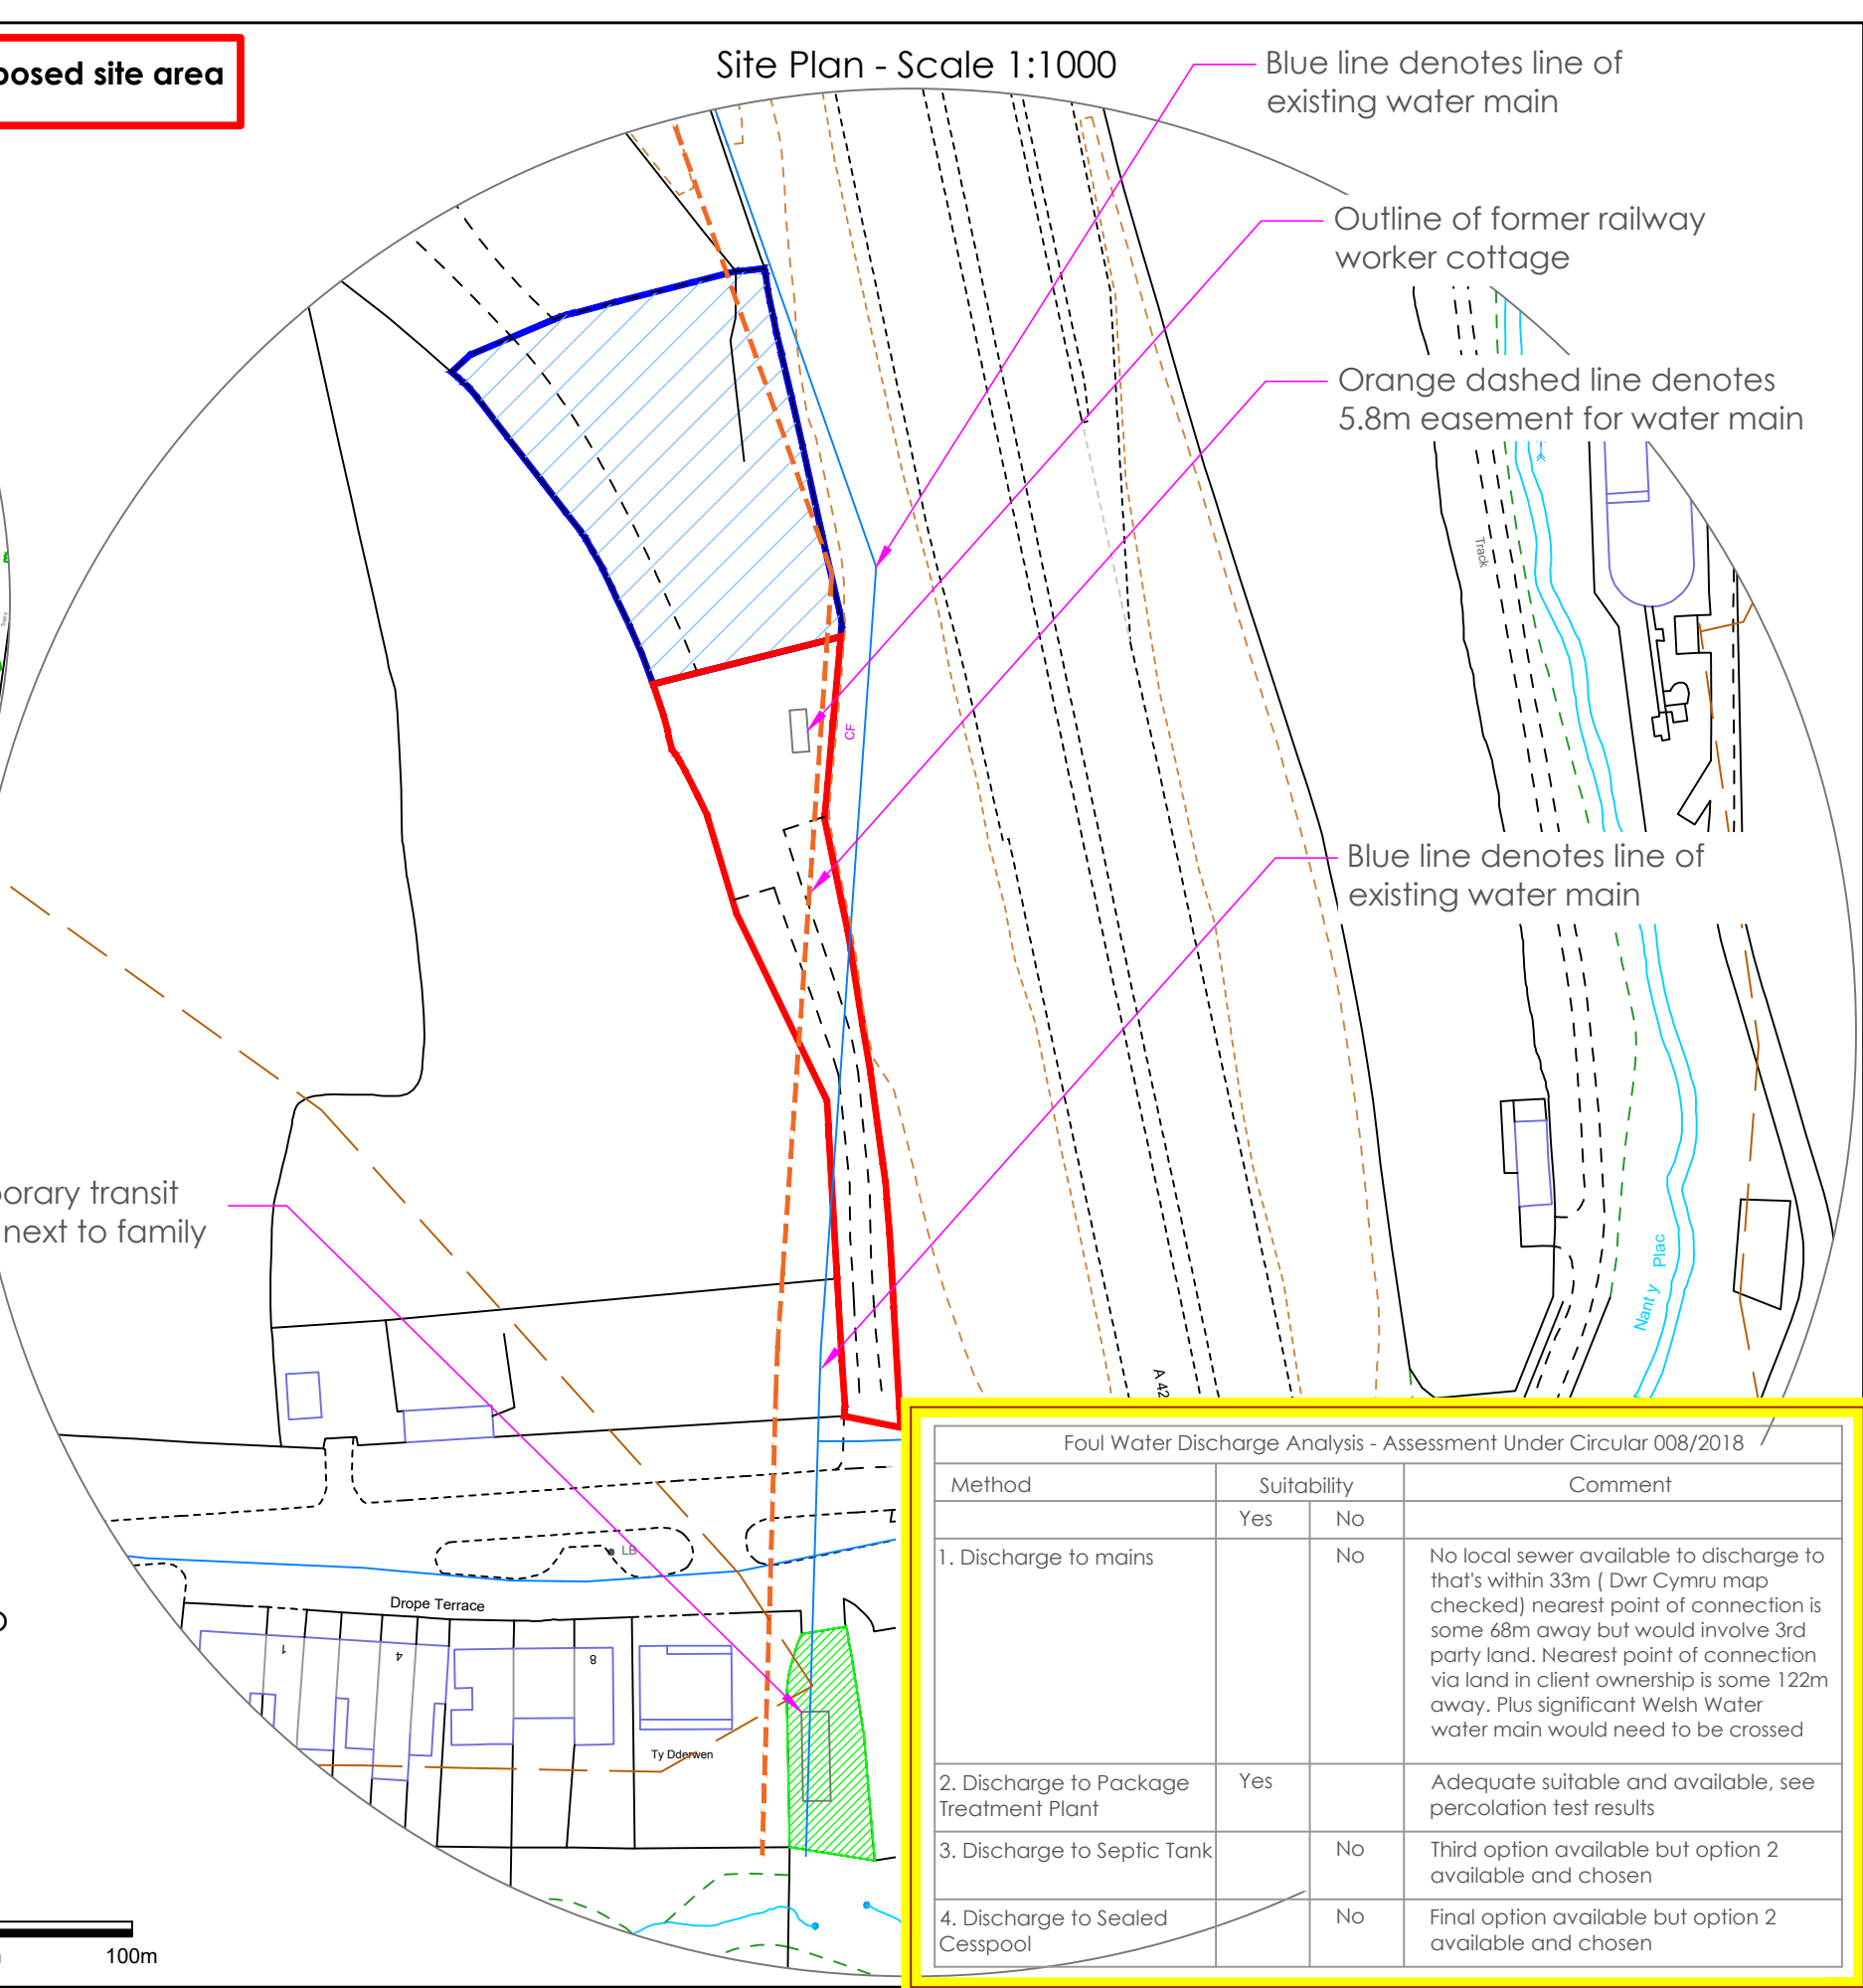 posed site area
Site Plan - Scale 1:1000
Blue line denotes line of
existing water main
Outline of former railway
worker cottage
Orange dashed line denotes
5.8m easement for water main
Track
CF
Blue line denotes line of
existing water main
porary transit
next to family
Nant y Plac
A 42
LB
Drope Terrace
1
4
8
Ty Dderwen
100m
Foul Water Discharge Analysis - Assessment Under Circular 008/2018
Method Suitability Comment
Yes No
1. Discharge to mains No No local sewer available to discharge to
that's within 33m ( Dwr Cymru map
checked) nearest point of connection is
some 68m away but would involve 3rd
party land. Nearest point of connection
via land in client ownership is some 122m
away. Plus significant Welsh Water
water main would need to be crossed
2. Discharge to Package Yes Adequate suitable and available, see
Treatment Plant percolation test results
3. Discharge to Septic Tank No Third option available but option 2
available and chosen
4. Discharge to Sealed No Final option available but option 2
Cesspool available and chosen